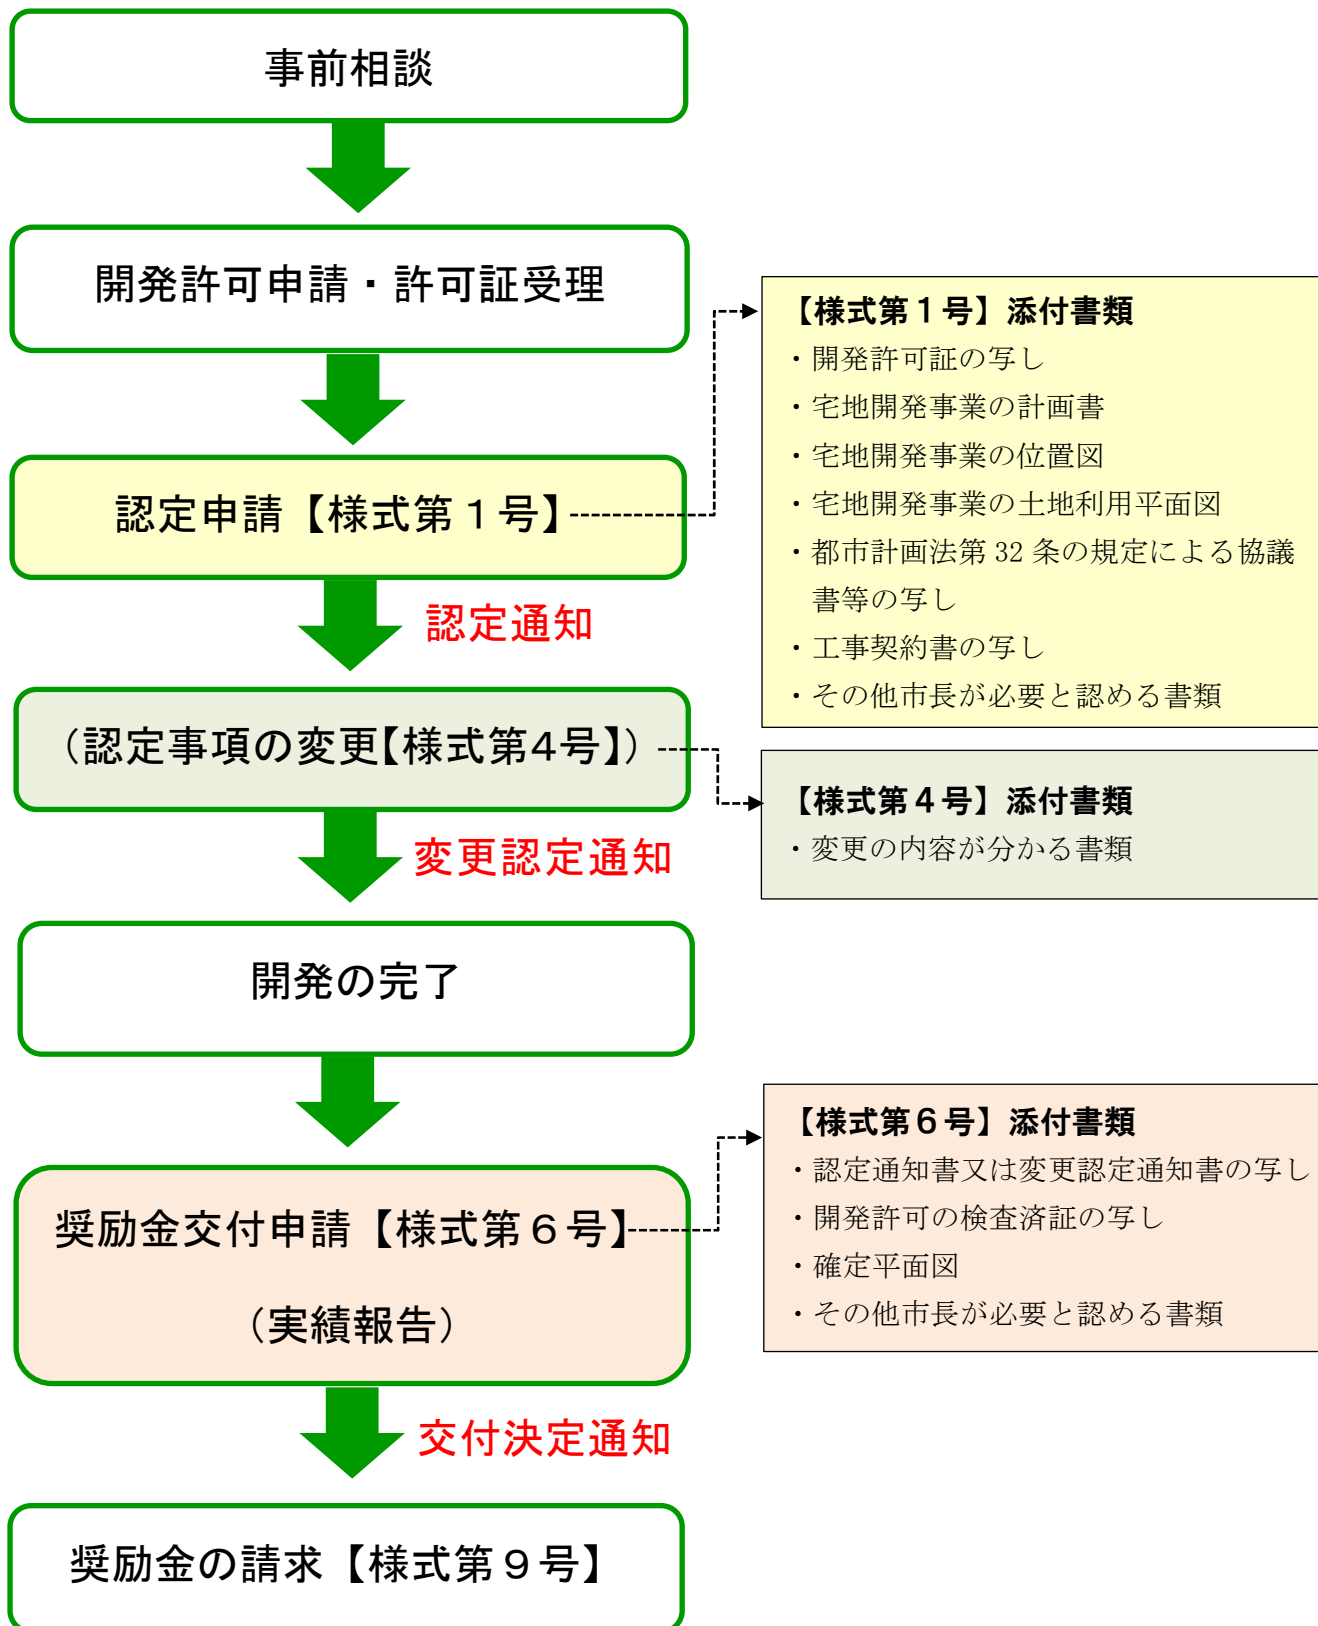 事前相談
開発許可申請・許可証受理
認定申請【様式第１号】
認定通知
（認定事項の変更【様式第4号】）
変更認定通知
開発の完了
奨励金交付申請【様式第６号】
（実績報告）
交付決定通知
奨励金の請求【様式第９号】
【様式第１号】添付書類
・開発許可証の写し
・宅地開発事業の計画書
・宅地開発事業の位置図
・宅地開発事業の土地利用平面図
・都市計画法第 32 条の規定による協議
書等の写し
・工事契約書の写し
・その他市長が必要と認める書類
【様式第４号】添付書類
・変更の内容が分かる書類
【様式第６号】添付書類
・認定通知書又は変更認定通知書の写し
・開発許可の検査済証の写し
・確定平面図
・その他市長が必要と認める書類